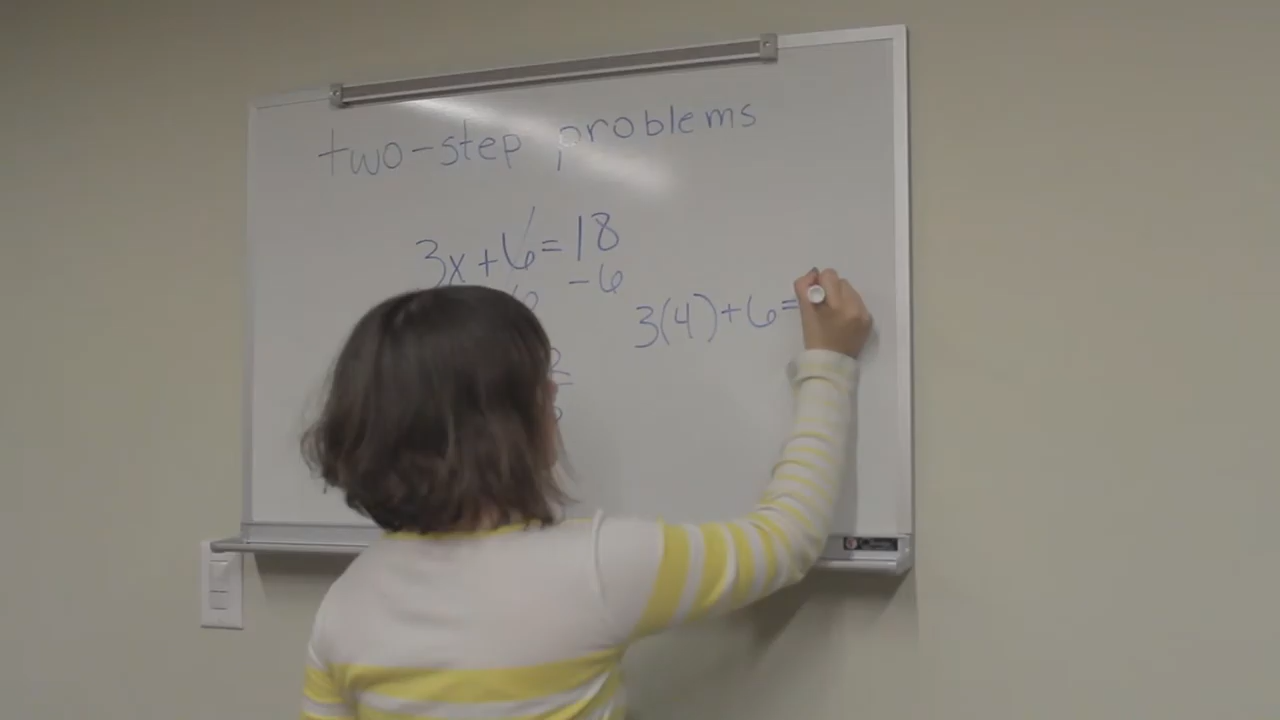 two-step problems
3x+6=18
-6
3(4)+6=